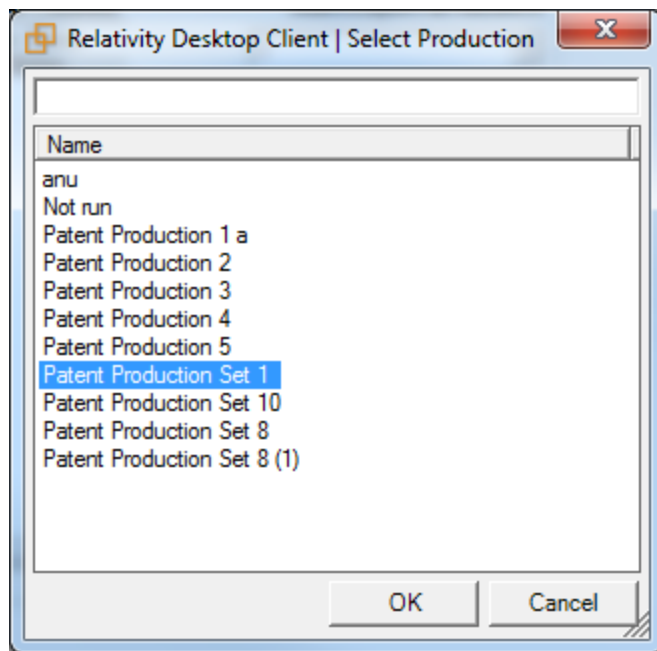 Relativity Desktop Client | Select Production
Name
anu
Not run
Patent Production 1 a
Patent Production 2
Patent Production 3
Patent Production 4
Patent Production 5
Patent Production Set 1
Patent Production Set 10
Patent Production Set 8
Patent Production Set 8 (1)
OK Cancel